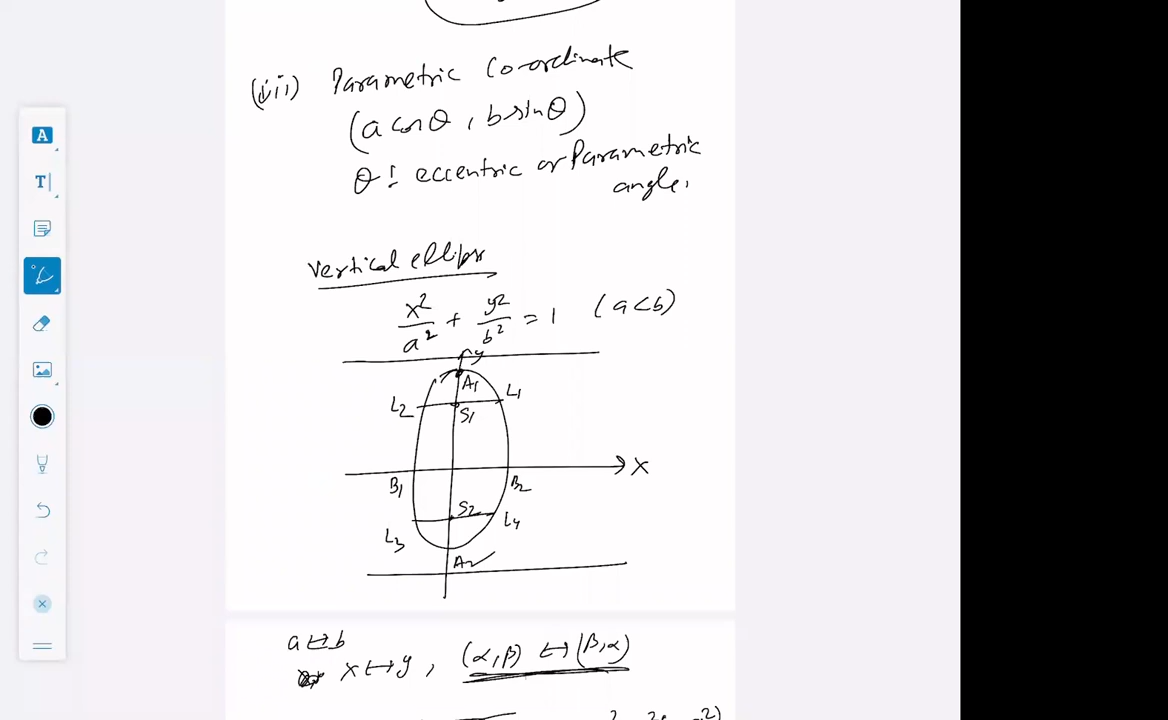 (vii) Parametric Co-ordinate
(a cos θ, b sin θ)
θ : eccentric or Parametric
angle.
vertical ellipse
x²/a² + y²/b² = 1 (a < b)
y
A₁
L₂ L₁
S₁
X
B₁ B₂
S₂
L₃ L₄
A₂
a ↔ b
x ↔ y, (α, β) ↔ (β, α)
A
T